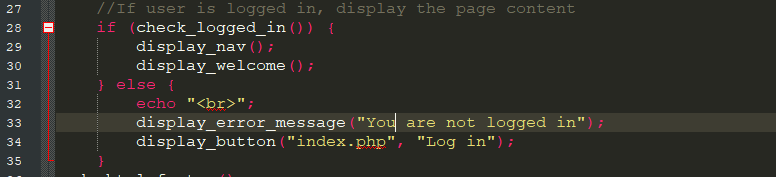 27 //If user is logged in, display the page content
28 if (check_logged_in()) {
29 display_nav();
30 display_welcome();
31 } else {
32 echo "<br>";
33 display_error_message("You are not logged in");
34 display_button("index.php", "Log in");
35 }